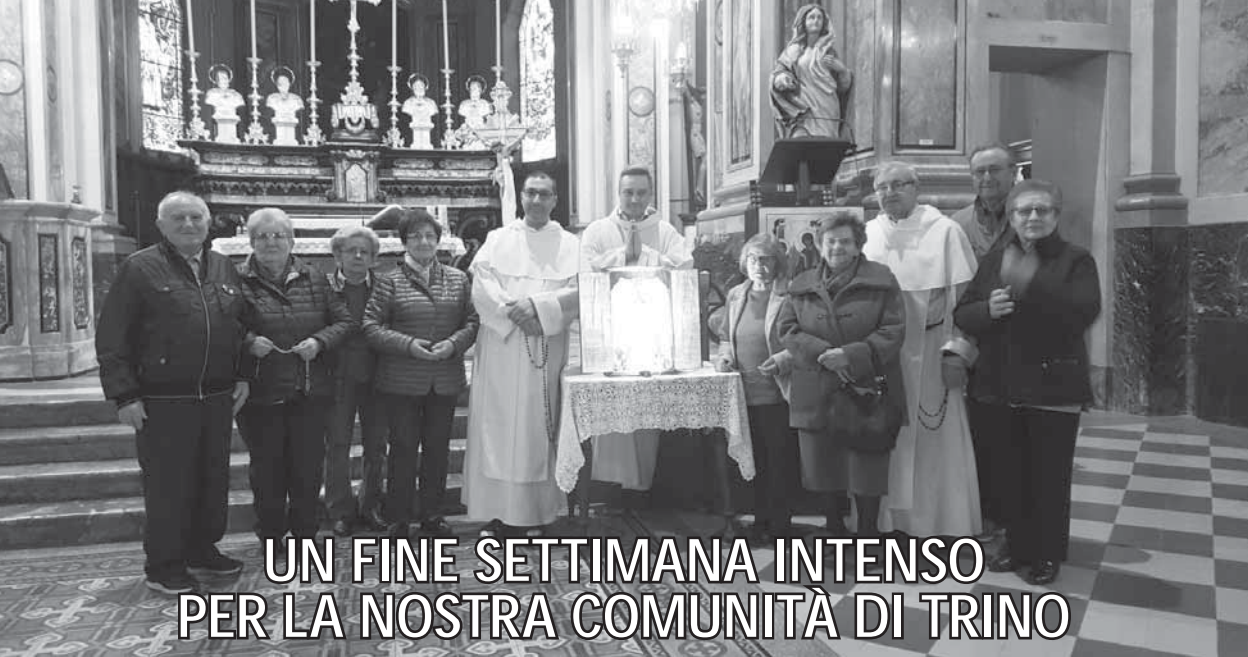 UN FINE SETTIMANA INTENSO
PER LA NOSTRA COMUNITÀ DI TRINO